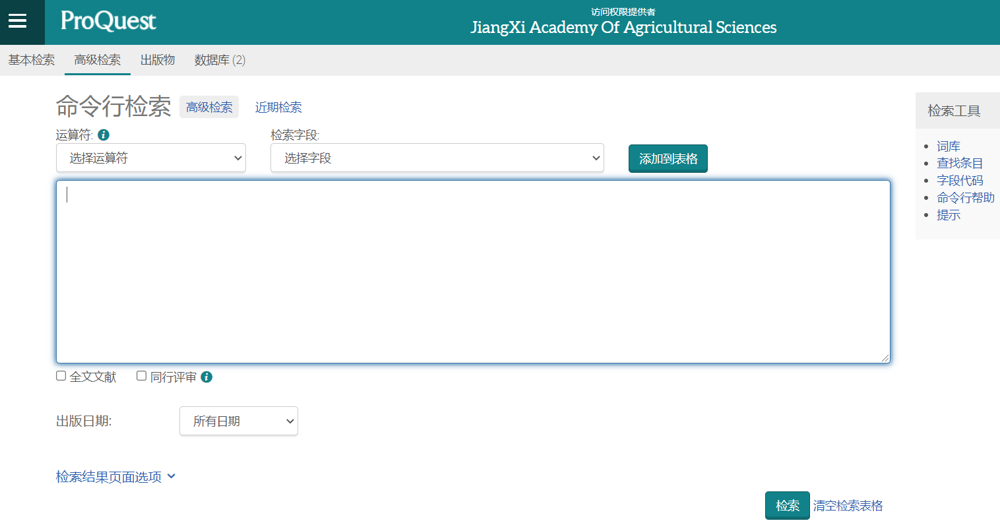 ProQuest
访问权限提供者
JiangXi Academy Of Agricultural Sciences
基本检索 高级检索 出版物 数据库 (2)
命令行检索 高级检索 近期检索
运算符: 检索字段:
选择运算符 选择字段 添加到表格
全文文献 同行评审
出版日期: 所有日期
检索结果页面选项
检索 清空检索表格
检索工具
词库
查找条目
字段代码
命令行帮助
提示